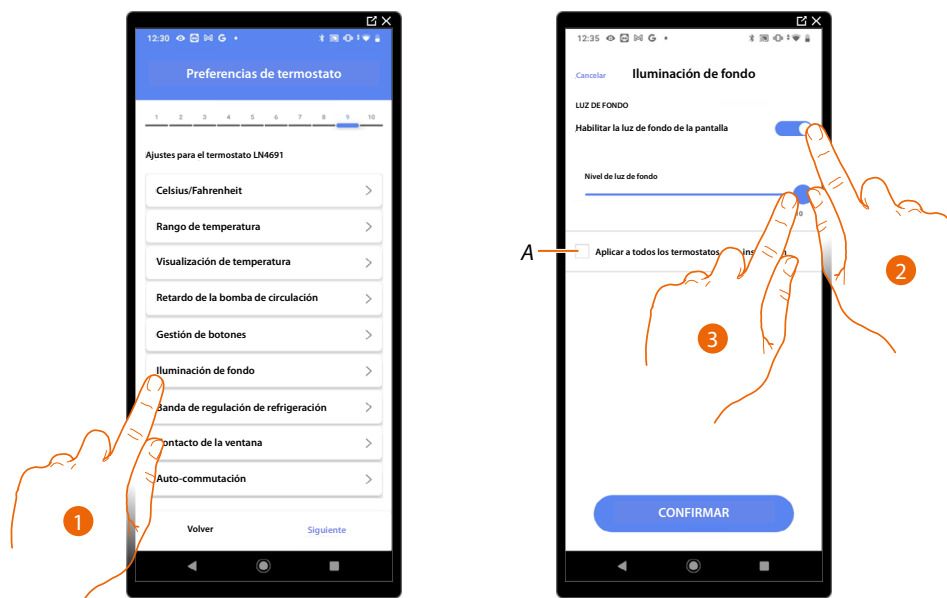 12:30 G
Preferencias de termostato
1 2 3 4 5 6 7 8 9 10
Ajustes para el termostato LN4691
Celsius/Fahrenheit
Rango de temperatura
Visualización de temperatura
Retardo de la bomba de circulación
Gestión de botones
Iluminación de fondo
Banda de regulación de refrigeración
ontacto de la ventana
Auto-commutación
Volver Siguiente
1
12:35 G
Cancelar Iluminación de fondo
LUZ DE FONDO
Habilitar la luz de fondo de la pantalla
Nivel de luz de fondo
10
A
Aplicar a todos los termostatos
2
3
CONFIRMAR